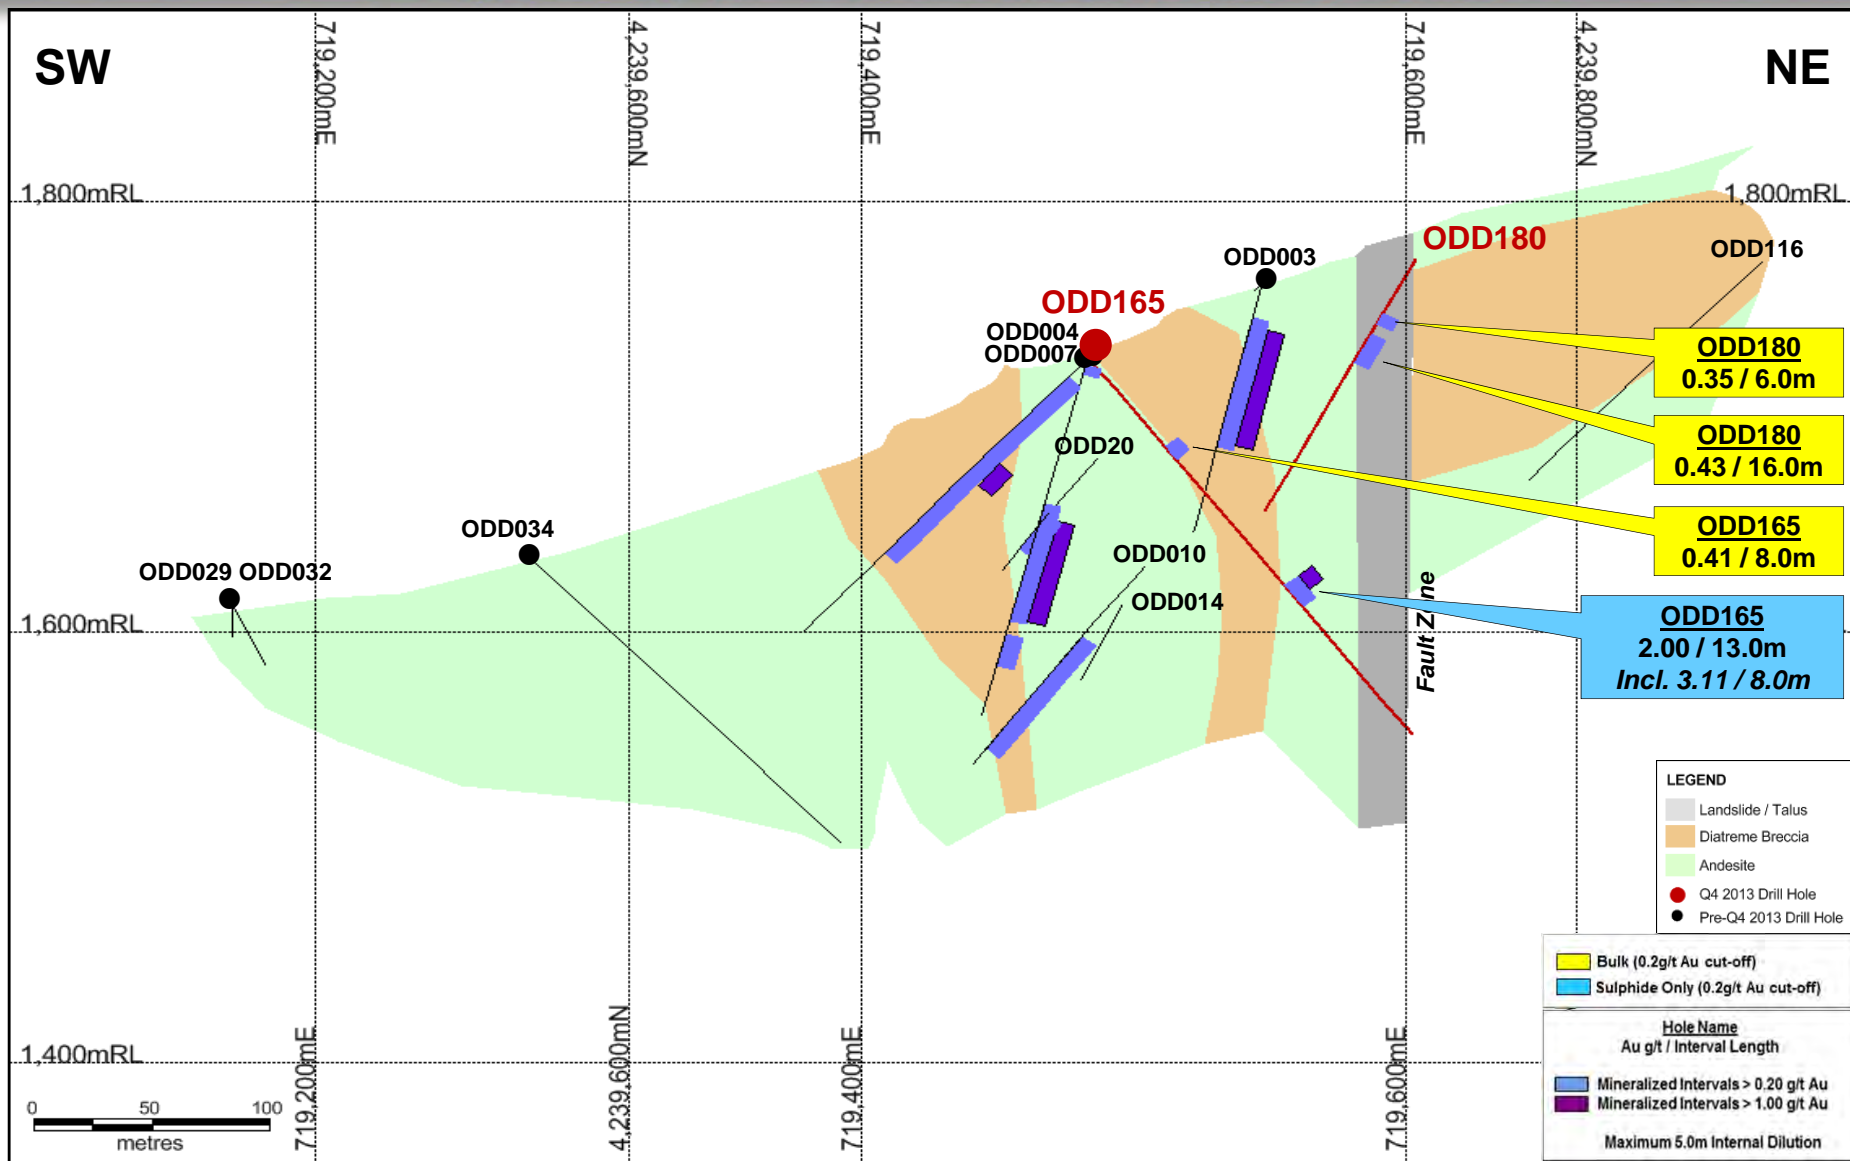 SW
NE
719,200mE
4,239,600mN
719,400mE
719,600mE
4,239,800mN
1,800mRL
1,800mRL
ODD180
ODD003
ODD116
ODD165
ODD004
ODD007
ODD180
0.35 / 6.0m
ODD180
0.43 / 16.0m
ODD20
ODD165
0.41 / 8.0m
ODD034
ODD010
ODD029 ODD032
ODD014
1,600mRL
Fault Zone
ODD165
2.00 / 13.0m
Incl. 3.11 / 8.0m
LEGEND
Landslide / Talus
Diatreme Breccia
Andesite
Q4 2013 Drill Hole
Pre-Q4 2013 Drill Hole
Bulk (0.2g/t Au cut-off)
Sulphide Only (0.2g/t Au cut-off)
Hole Name
Au g/t / Interval Length
Mineralized Intervals > 0.20 g/t Au
Mineralized Intervals > 1.00 g/t Au
Maximum 5.0m Internal Dilution
1,400mRL
719,200mE
4,239,600mN
719,400mE
719,600mE
0 50 100
metres